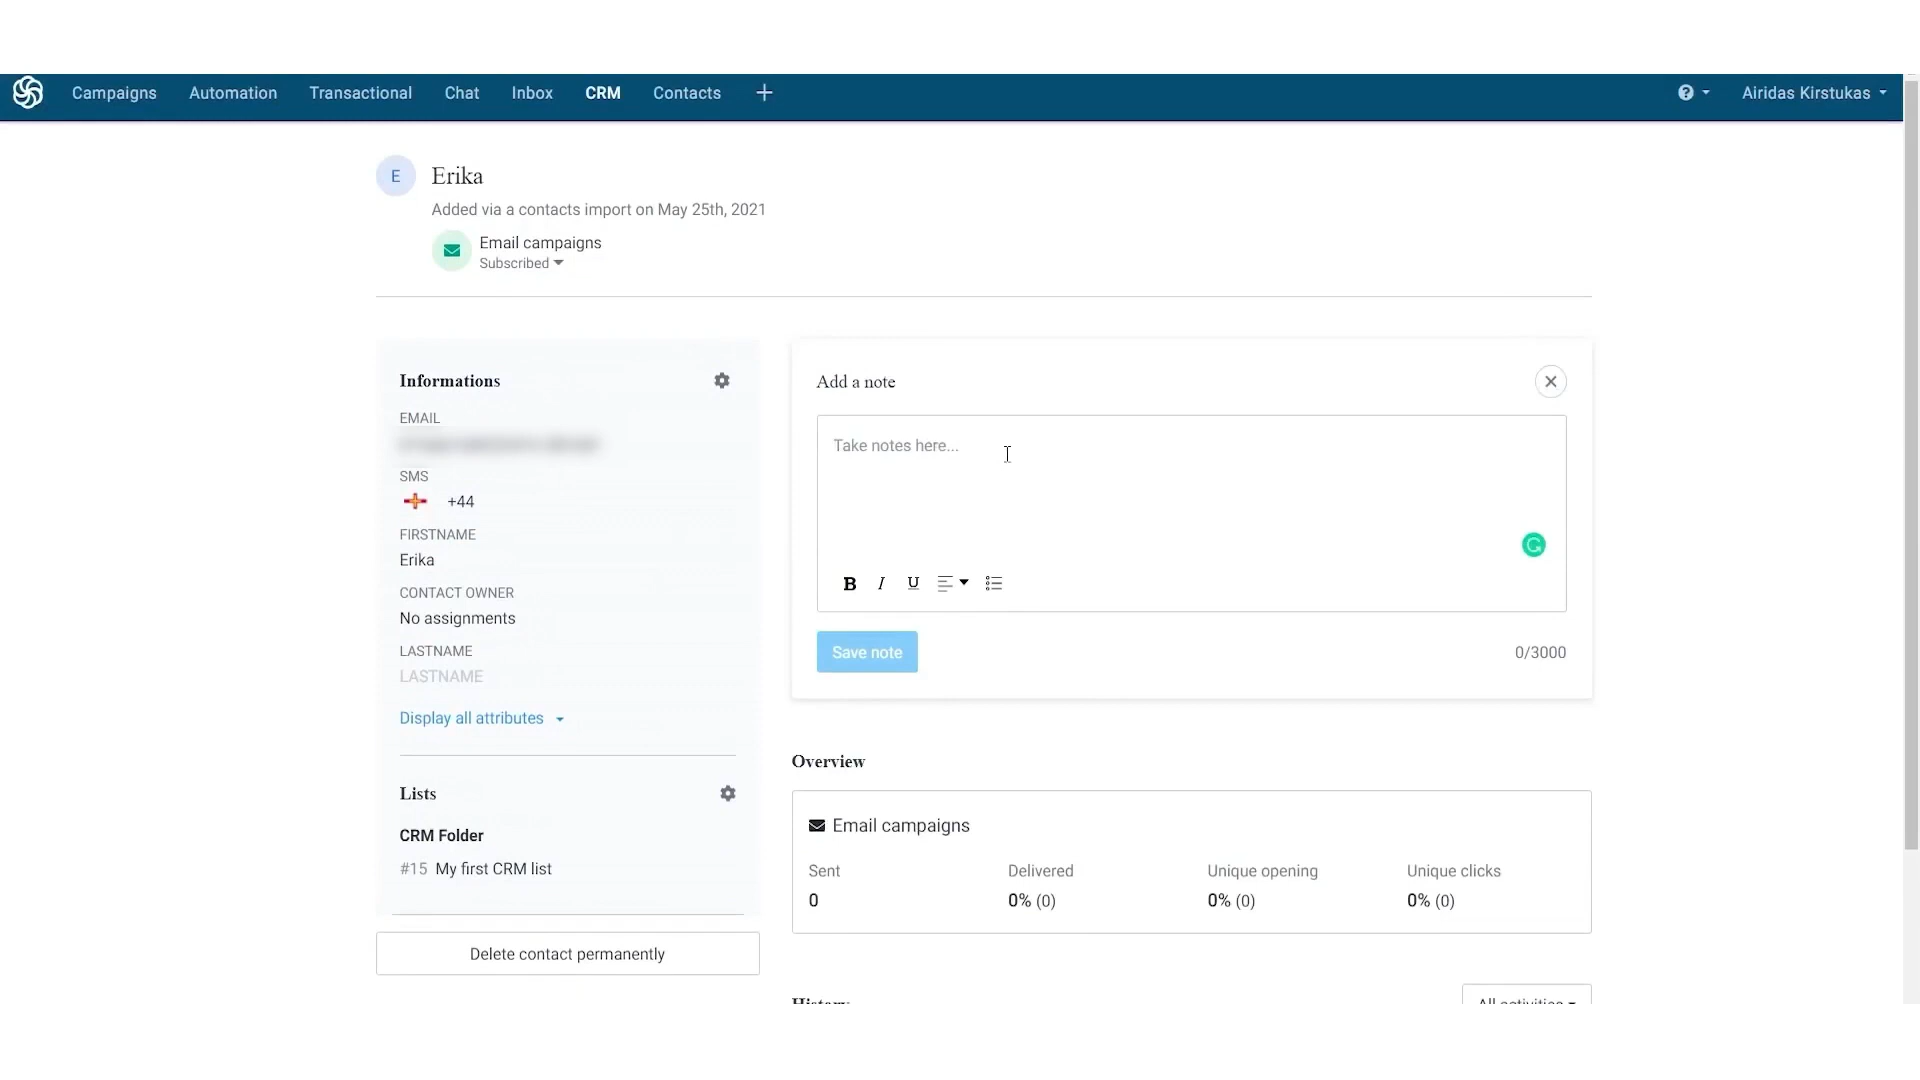 Campaigns Automation Transactional Chat Inbox CRM Contacts + ? Airidas Kirstukas
E Erika
Added via a contacts import on May 25th, 2021
Email campaigns
Subscribed
Informations
EMAIL
SMS
+44
FIRSTNAME
Erika
CONTACT OWNER
No assignments
LASTNAME
LASTNAME
Display all attributes
Lists
CRM Folder
#15 My first CRM list
Delete contact permanently
Add a note
Take notes here...
B I U
Save note 0/3000
Overview
Email campaigns
Sent Delivered Unique opening Unique clicks
0 0% (0) 0% (0) 0% (0)
History All activities